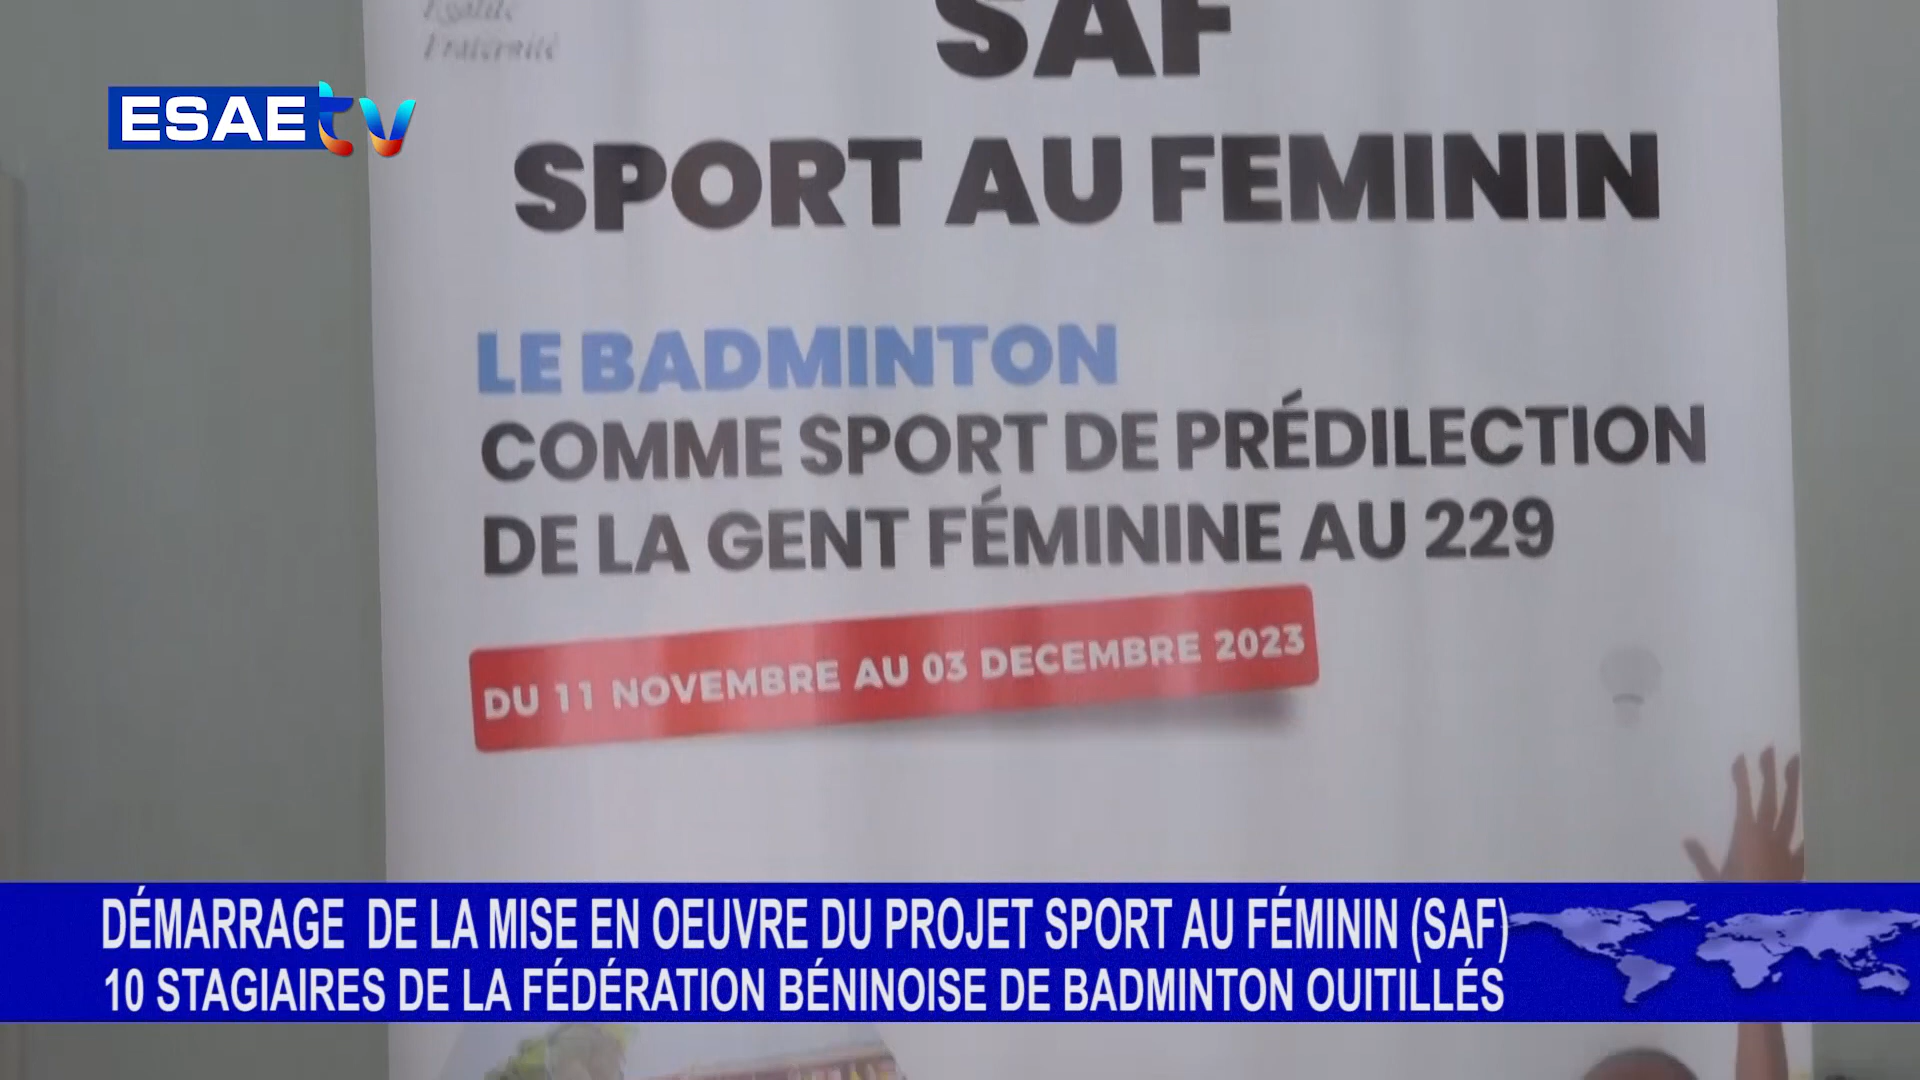 Égalité
Fraternité
SAF
ESAE tv
SPORT AU FEMININ
LE BADMINTON
COMME SPORT DE PRÉDILECTION
DE LA GENT FÉMININE AU 229
DU 11 NOVEMBRE AU 03 DECEMBRE 2023
DÉMARRAGE DE LA MISE EN OEUVRE DU PROJET SPORT AU FÉMININ (SAF)
10 STAGIAIRES DE LA FÉDÉRATION BÉNINOISE DE BADMINTON OUITILLÉS